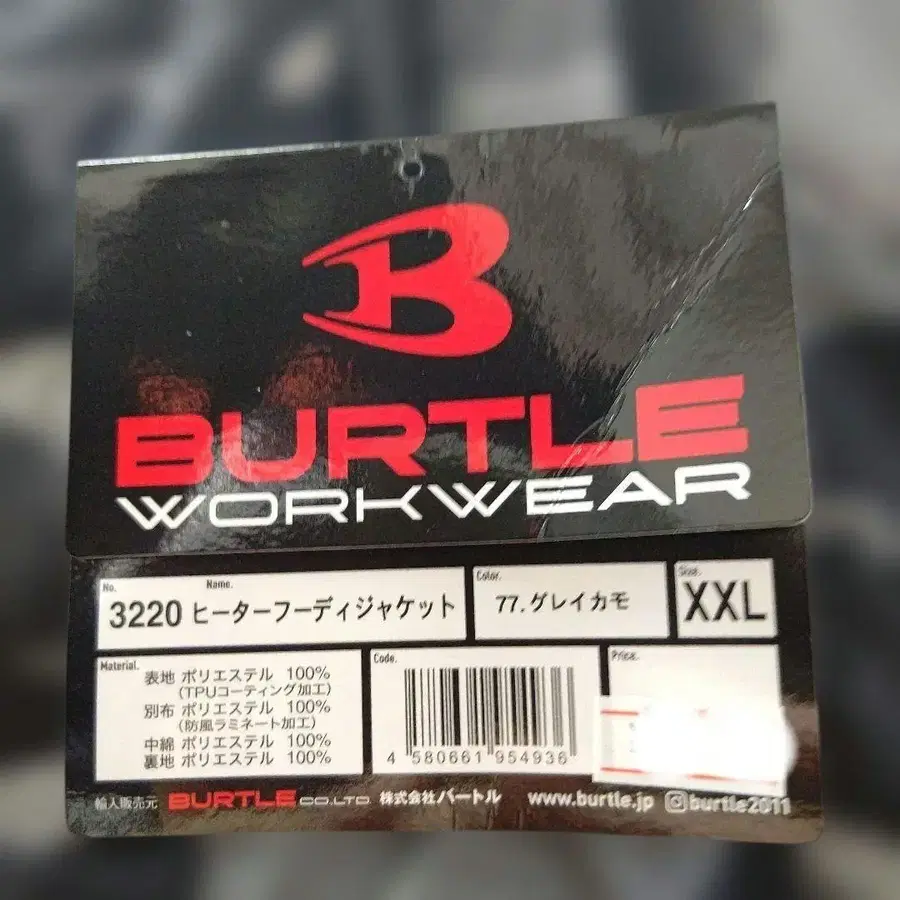 B
BURTLE
WORKWEAR
No. Name.
3220 ヒーターフーディジャケット
Color.
77.グレイカモ
Size.
XXL
Material.
表地 ポリエステル 100%
(TPUコーティング加工)
別布 ポリエステル 100%
(防風ラミネート加工)
中綿 ポリエステル 100%
裏地 ポリエステル 100%
Code.
4 580661 954936
Price.
輸入販売元 BURTLE CO.LTD. 株式会社バートル www.burtle.jp burtle2011